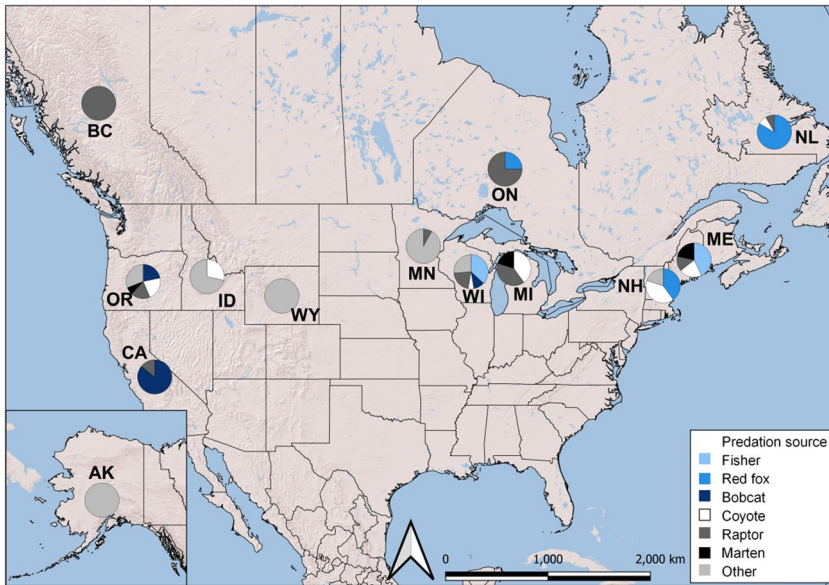 BC
NL
ON
ME
MN
WI
MI
NH
OR
ID
WY
CA
AK
Predation source
Fisher
Red fox
Bobcat
Coyote
Raptor
Marten
Other
0 1,000 2,000 km